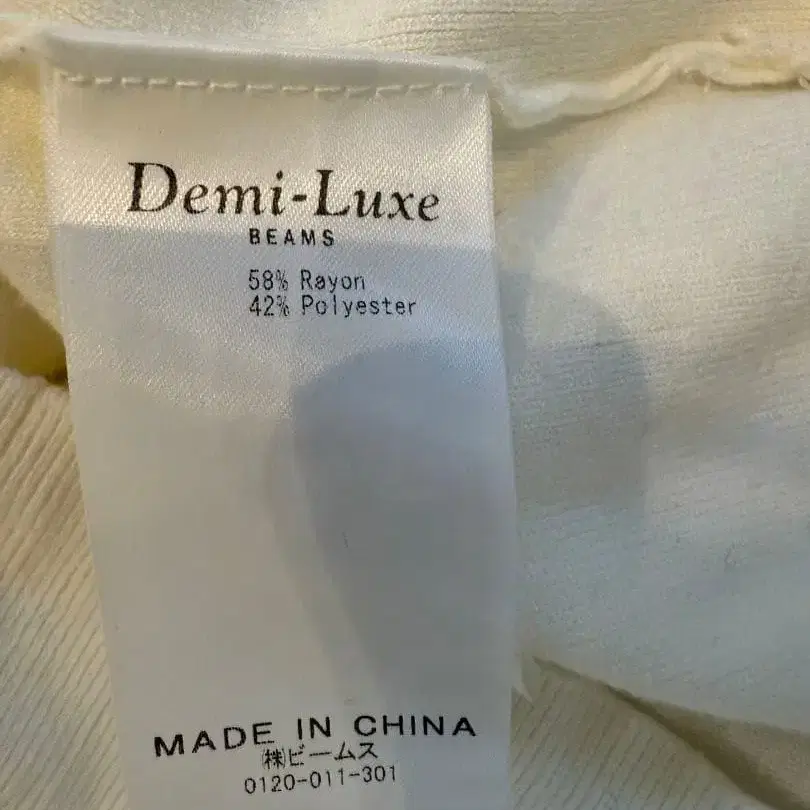 Demi-Luxe
BEAMS
58% Rayon
42% Polyester
MADE IN CHINA
㈱ビームス
0120-011-301